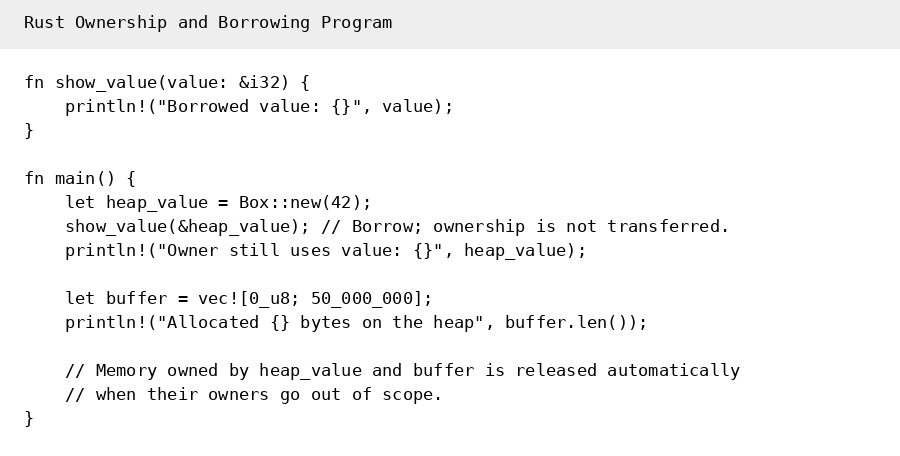 Rust Ownership and Borrowing Program
fn show_value(value: &i32) {
    println!("Borrowed value: {}", value);
}
fn main() {
    let heap_value = Box::new(42);
    show_value(&heap_value); // Borrow; ownership is not transferred.
    println!("Owner still uses value: {}", heap_value);
    let buffer = vec![0_u8; 50_000_000];
    println!("Allocated {} bytes on the heap", buffer.len());
    // Memory owned by heap_value and buffer is released automatically
    // when their owners go out of scope.
}